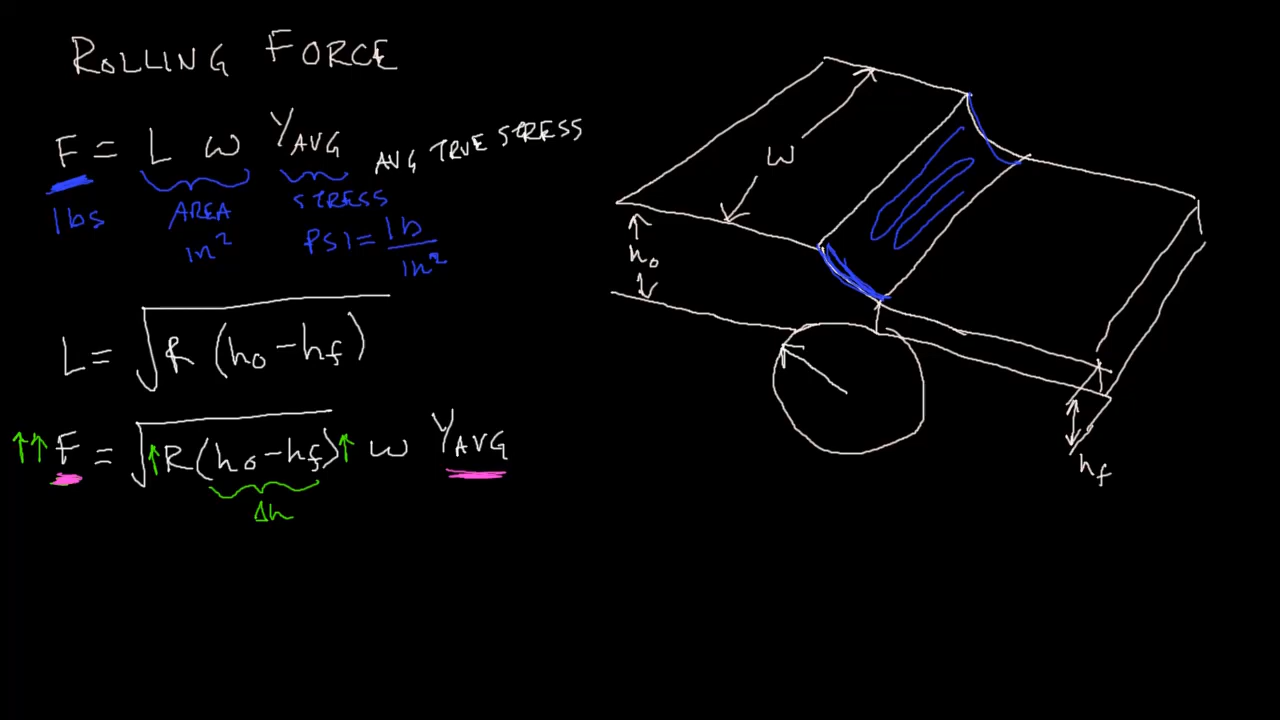 ROLLING FORCE
F = L w Y_AVG AVG TRUE STRESS
lbs AREA STRESS
in² PSI = lb/in²
L = √R (h₀ - h_f)
↑↑ F = √↑R(h₀ - h_f)↑ w Y_AVG
Δh
w
h₀
h_f